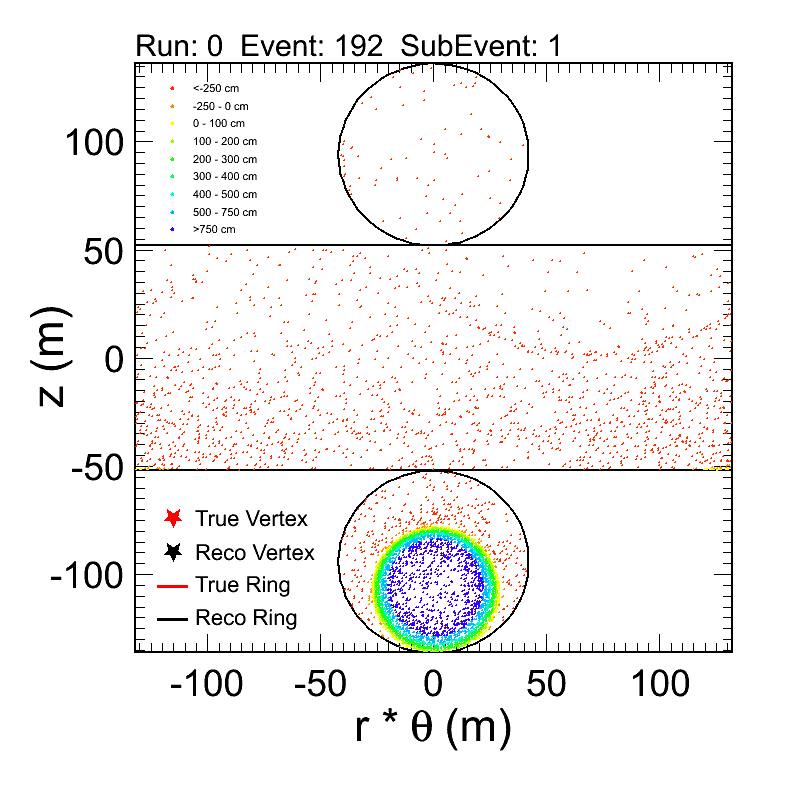 Run: 0 Event: 192 SubEvent: 1
<-250 cm
-250 - 0 cm
0 - 100 cm
100 - 200 cm
200 - 300 cm
300 - 400 cm
400 - 500 cm
500 - 750 cm
>750 cm
100
50
0
-50
-100
z (m)
True Vertex
Reco Vertex
True Ring
Reco Ring
-100 -50 0 50 100
r * θ (m)